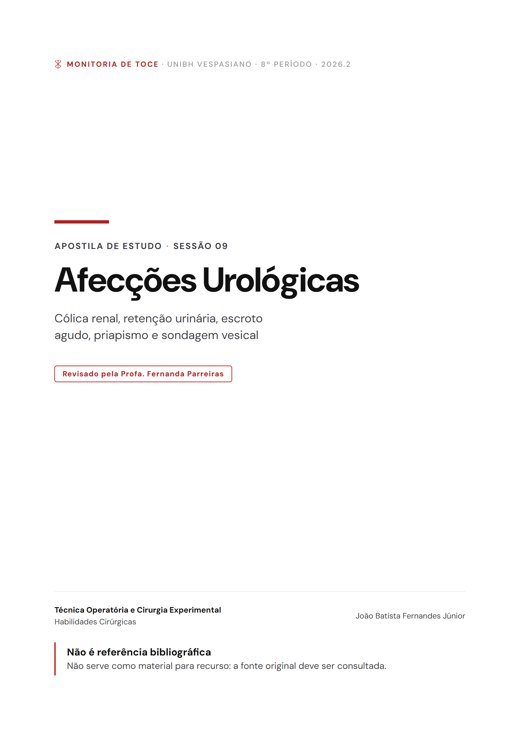 MONITORIA DE TOCE · UNIBH VESPASIANO · 8º PERÍODO · 2026.2
APOSTILA DE ESTUDO · SESSÃO 09
Afecções Urológicas
Cólica renal, retenção urinária, escroto
agudo, priapismo e sondagem vesical
Revisado pela Profa. Fernanda Parreiras
Técnica Operatória e Cirurgia Experimental
Habilidades Cirúrgicas
João Batista Fernandes Júnior
Não é referência bibliográfica
Não serve como material para recurso: a fonte original deve ser consultada.